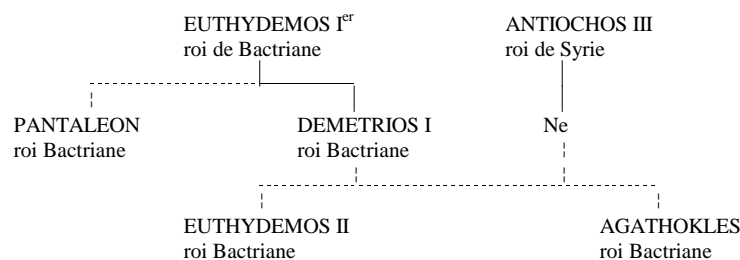 EUTHYDEMOS Ier
roi de Bactriane
ANTIOCHOS III
roi de Syrie
PANTALEON
roi Bactriane
DEMETRIOS I
roi Bactriane
Ne
EUTHYDEMOS II
roi Bactriane
AGATHOKLES
roi Bactriane